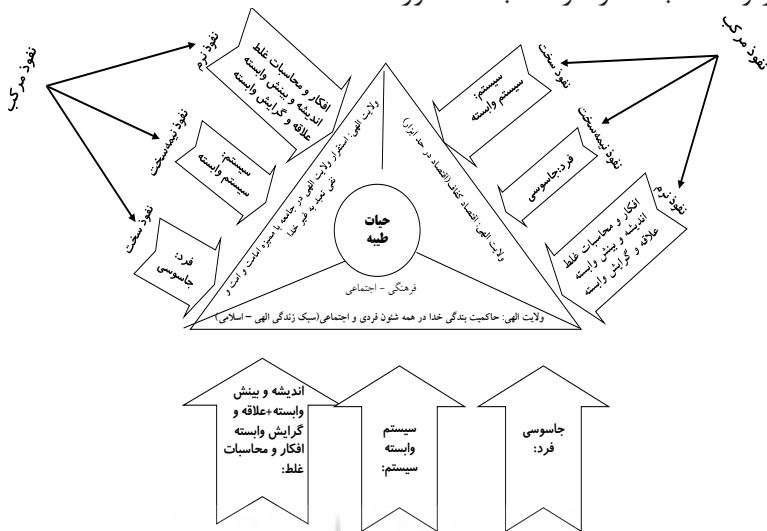 نفوذ مرکب
نفوذ نرم
افکار و محاسبات غلط
اندیشه و بینش وابسته
علاقه و گرایش وابسته
نفوذ نیمه‌سخت
سیستم:
سیستم وابسته
نفوذ سخت
فرد:
جاسوسی
نفوذ مرکب
نفوذ سخت
سیستم:
سیستم وابسته
نفوذ نیمه‌سخت
فرد:جاسوسی
نفوذ نرم
افکار و محاسبات غلط
اندیشه و بینش وابسته
علاقه و گرایش وابسته
ولایت الهی: استقرار ولایت الهی در جامعه با ممیزه امامت و امت و
نفی تعبد به غیر خدا
ولایت الهی: اقتصاد کفاف(اقتصاد در حد ابزار)
حیات
طیبه
فرهنگی - اجتماعی
ولایت الهی: حاکمیت بندگی خدا در همه شئون فردی و اجتماعی(سبک زندگی الهی – اسلامی)
اندیشه و بینش
وابسته+علاقه و
گرایش وابسته
افکار و محاسبات
غلط:
سیستم
وابسته
سیستم:
جاسوسی
فرد: